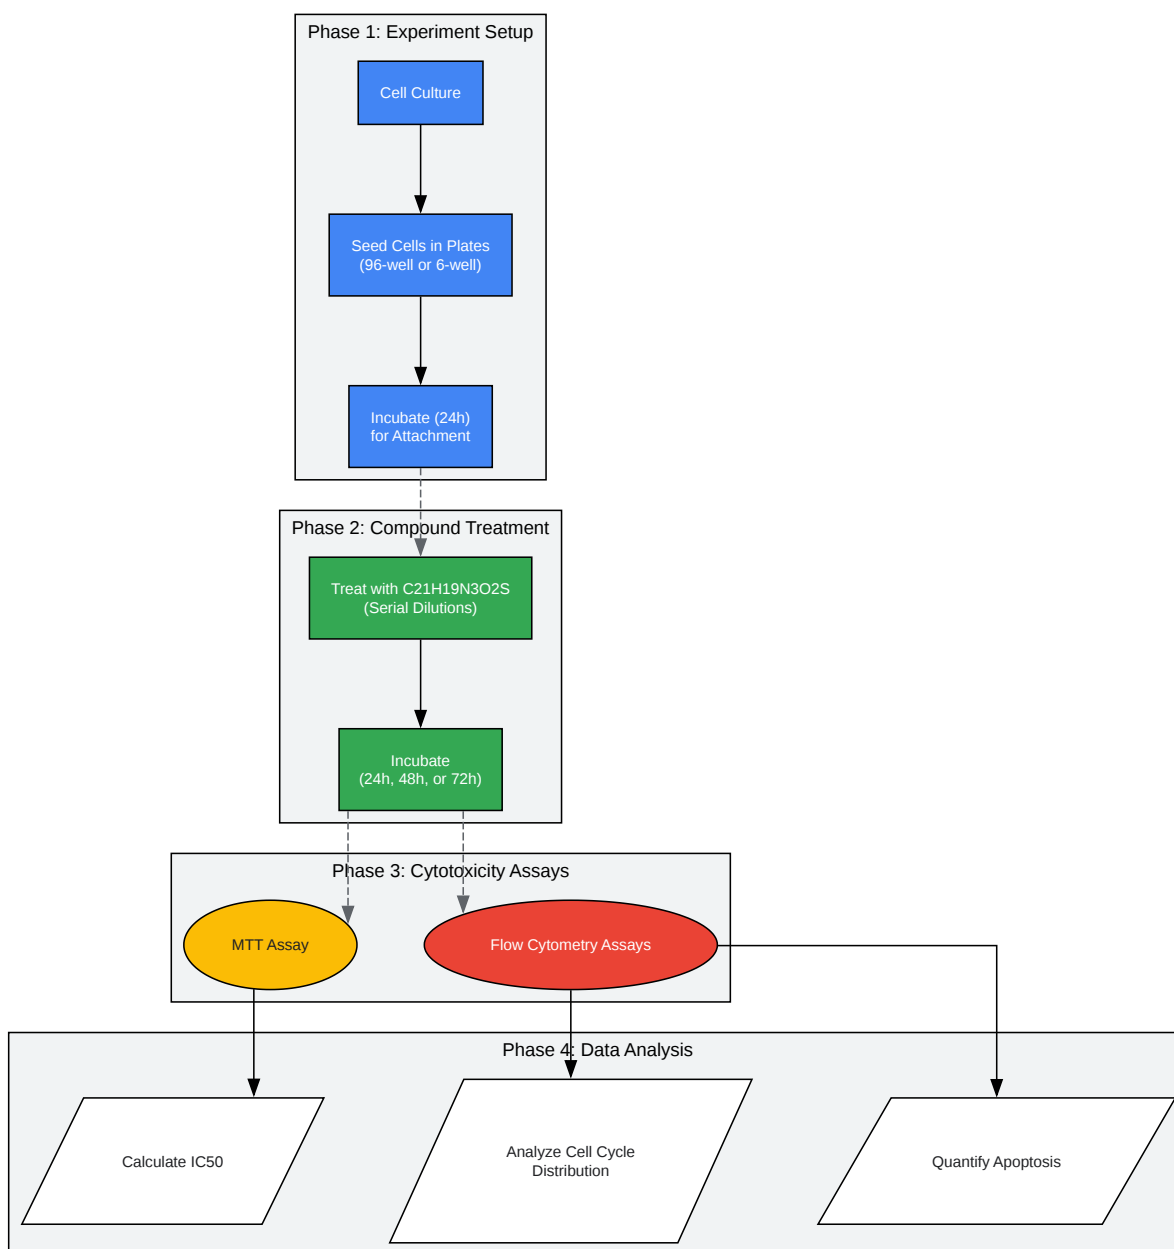 Phase 1: Experiment Setup
Cell Culture
Seed Cells in Plates
(96-well or 6-well)
Incubate (24h)
for Attachment
Phase 2: Compound Treatment
Treat with C21H19N3O2S
(Serial Dilutions)
Incubate
(24h, 48h, or 72h)
Phase 3: Cytotoxicity Assays
MTT Assay
Flow Cytometry Assays
Phase 4: Data Analysis
Calculate IC50
Analyze Cell Cycle
Distribution
Quantify Apoptosis